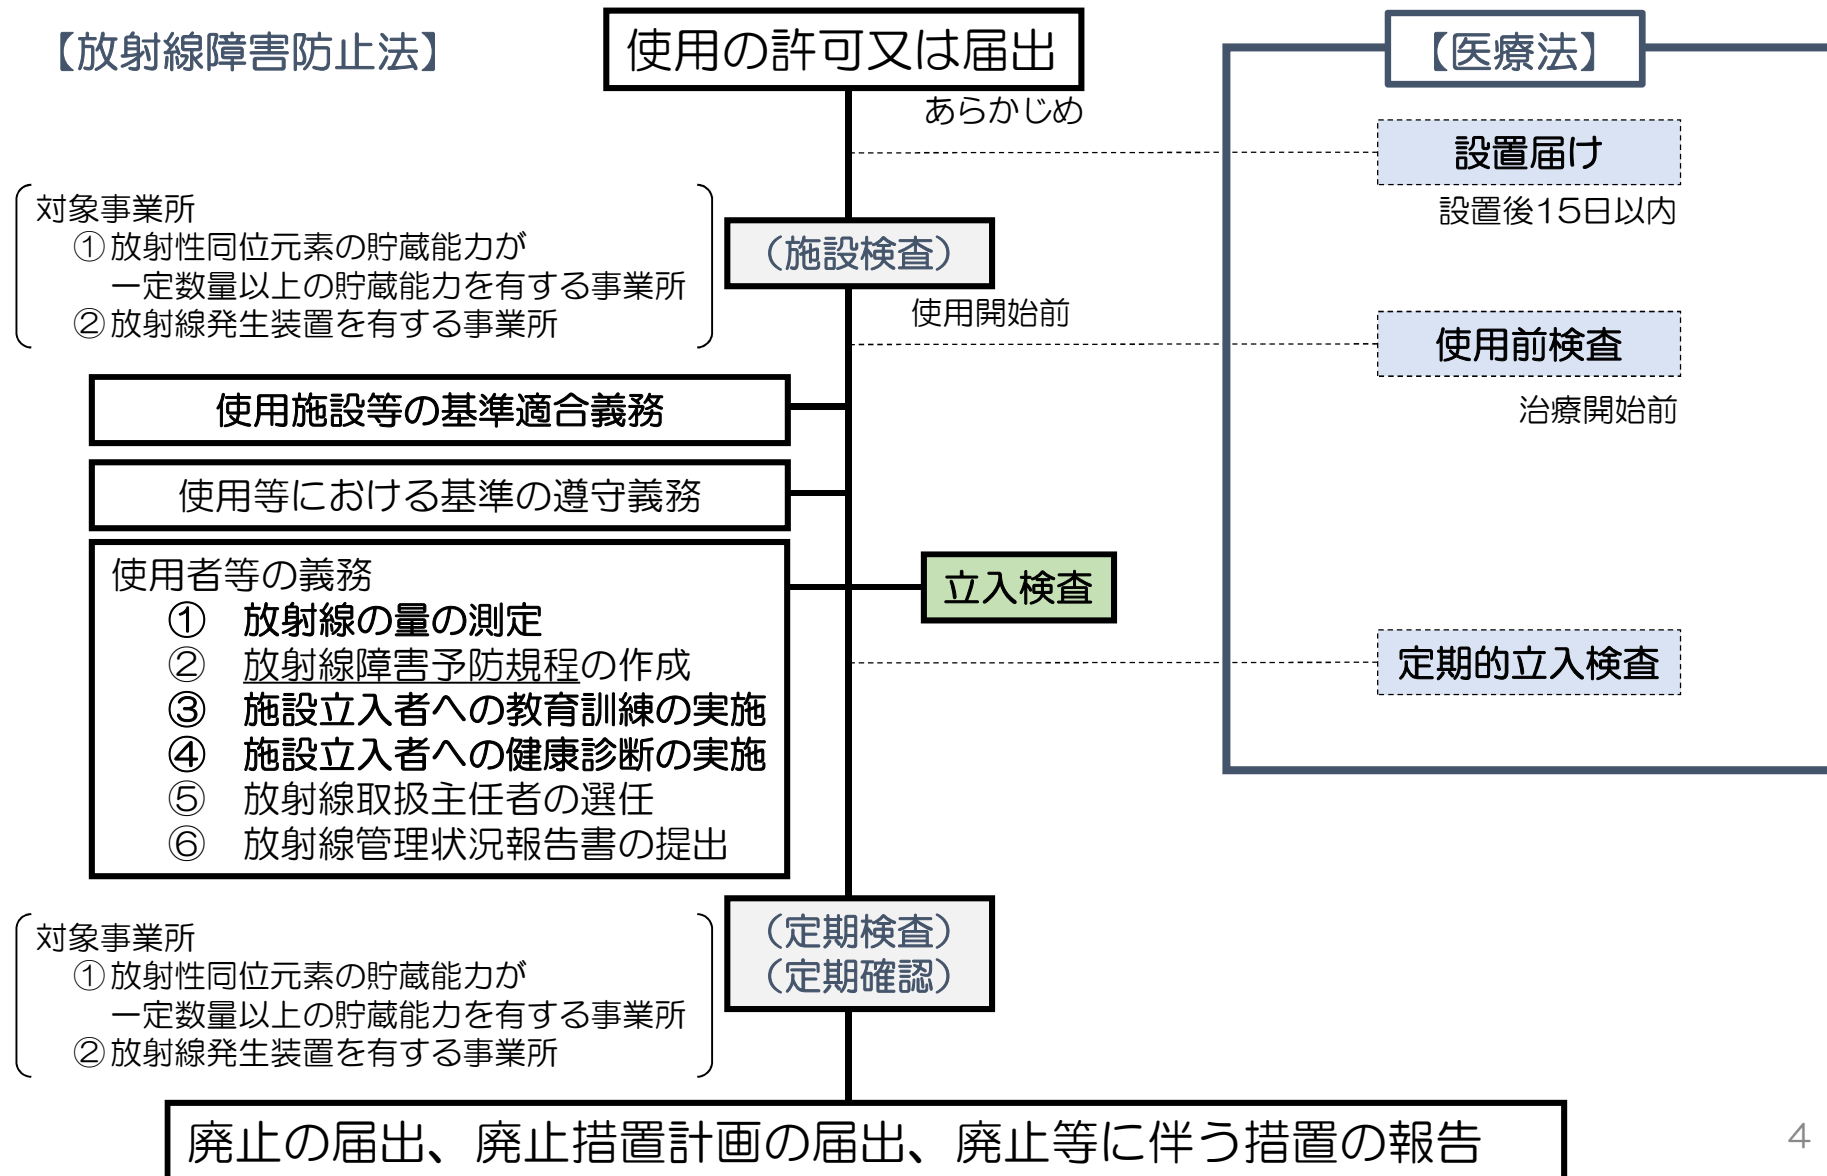 【放射線障害防止法】
使用の許可又は届出
あらかじめ
対象事業所
①放射性同位元素の貯蔵能力が
一定数量以上の貯蔵能力を有する事業所
②放射線発生装置を有する事業所
（施設検査）
使用開始前
使用施設等の基準適合義務
使用等における基準の遵守義務
使用者等の義務
① 放射線の量の測定
② 放射線障害予防規程の作成
③ 施設立入者への教育訓練の実施
④ 施設立入者への健康診断の実施
⑤ 放射線取扱主任者の選任
⑥ 放射線管理状況報告書の提出
立入検査
対象事業所
①放射性同位元素の貯蔵能力が
一定数量以上の貯蔵能力を有する事業所
②放射線発生装置を有する事業所
（定期検査）
（定期確認）
廃止の届出、廃止措置計画の届出、廃止等に伴う措置の報告
【医療法】
設置届け
設置後15日以内
使用前検査
治療開始前
定期的立入検査
4